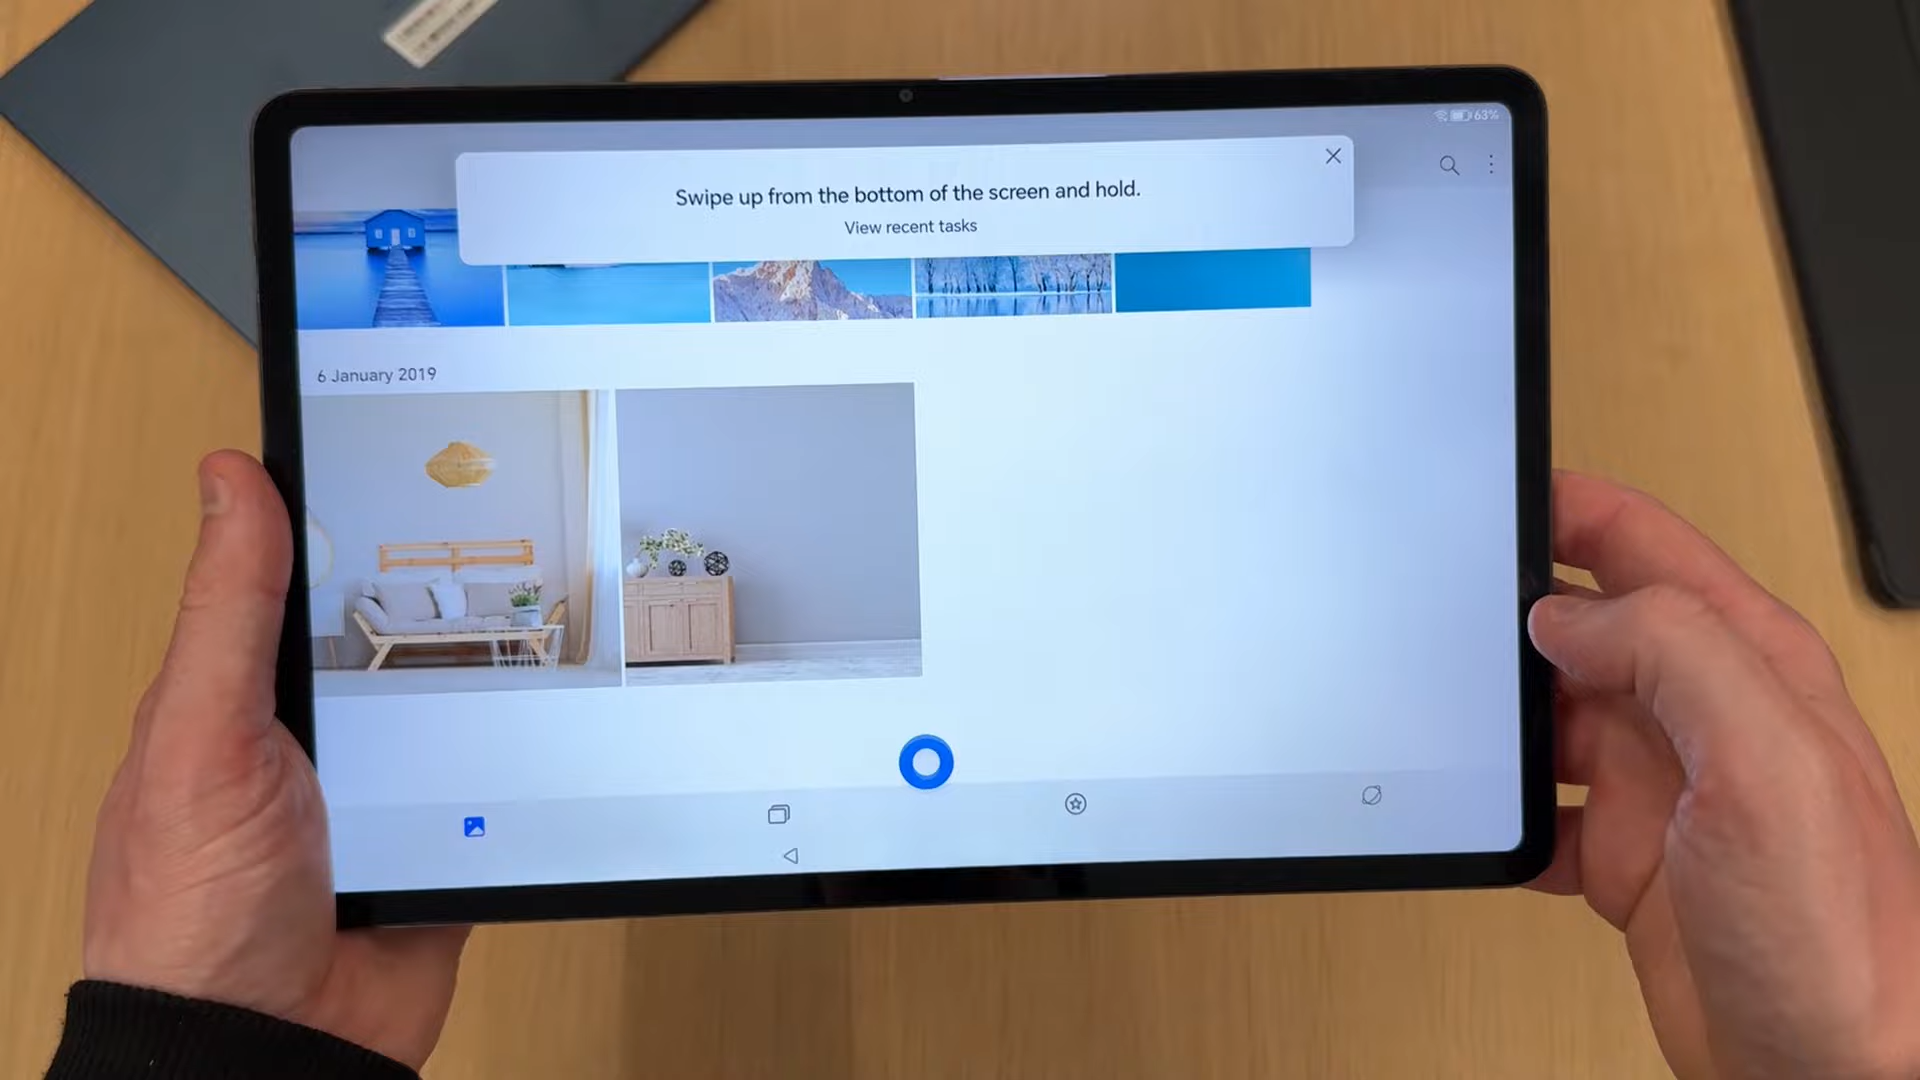 63%
Swipe up from the bottom of the screen and hold.
View recent tasks
6 January 2019